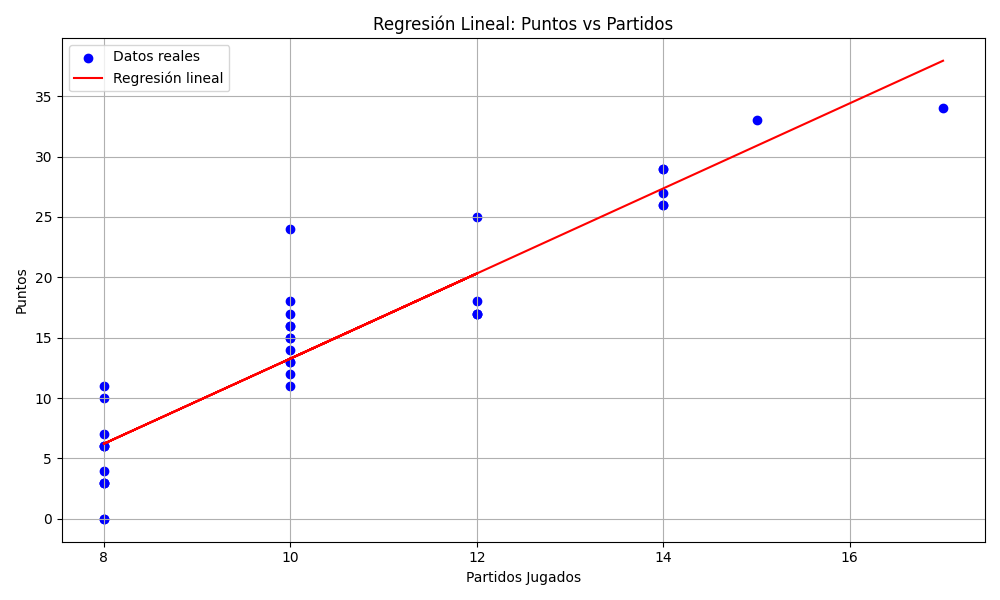 Regresión Lineal: Puntos vs Partidos
Datos reales
Regresión lineal
35
30
25
20
15
10
5
0
Puntos
8
10
12
14
16
Partidos Jugados